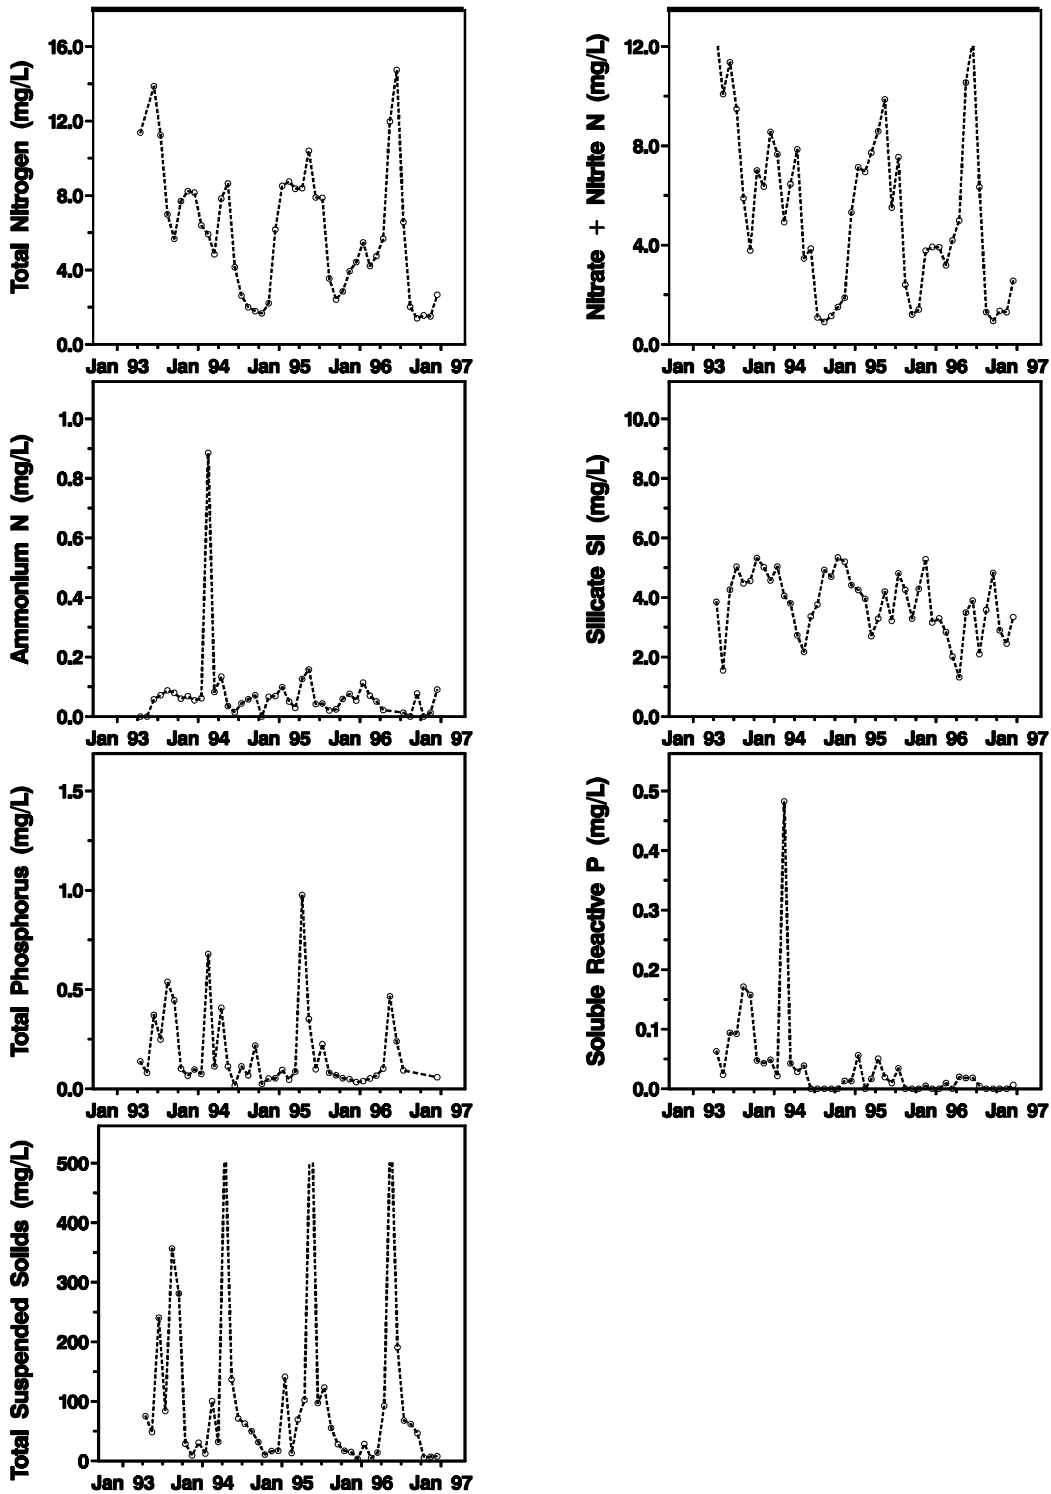 Total Nitrogen (mg/L)
16.0
12.0
8.0
4.0
0.0
Jan 93 Jan 94 Jan 95 Jan 96 Jan 97
Nitrate + Nitrite N (mg/L)
12.0
8.0
4.0
0.0
Jan 93 Jan 94 Jan 95 Jan 96 Jan 97
Ammonium N (mg/L)
1.0
0.8
0.6
0.4
0.2
0.0
Jan 93 Jan 94 Jan 95 Jan 96 Jan 97
Silicate Si (mg/L)
10.0
8.0
6.0
4.0
2.0
0.0
Jan 93 Jan 94 Jan 95 Jan 96 Jan 97
Total Phosphorus (mg/L)
1.5
1.0
0.5
0.0
Jan 93 Jan 94 Jan 95 Jan 96 Jan 97
Soluble Reactive P (mg/L)
0.5
0.4
0.3
0.2
0.1
0.0
Jan 93 Jan 94 Jan 95 Jan 96 Jan 97
Total Suspended Solids (mg/L)
500
400
300
200
100
0
Jan 93 Jan 94 Jan 95 Jan 96 Jan 97